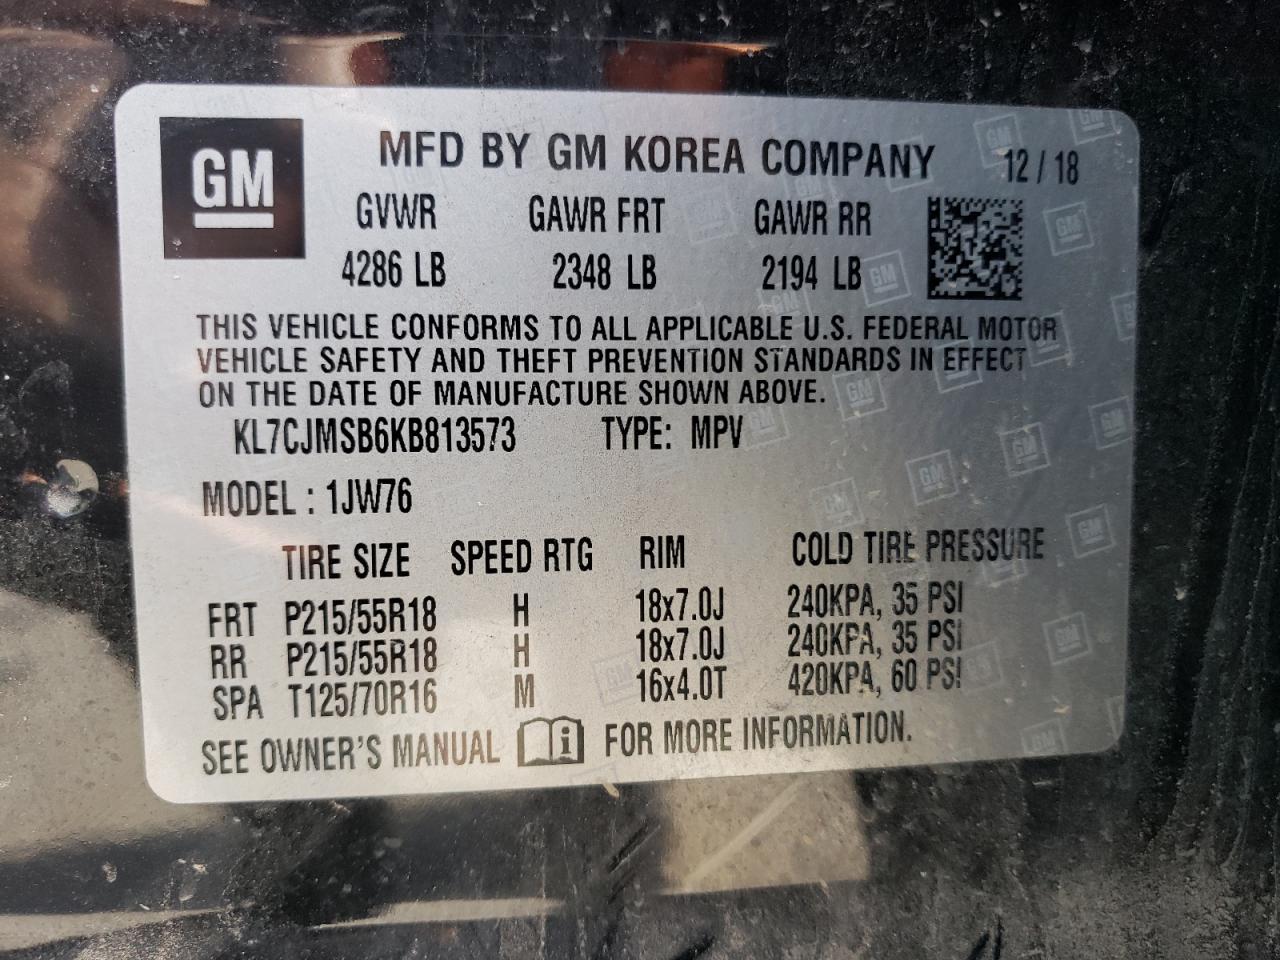 GM
MFD BY GM KOREA COMPANY 12/18
GVWR GAWR FRT GAWR RR
4286 LB 2348 LB 2194 LB
THIS VEHICLE CONFORMS TO ALL APPLICABLE U.S. FEDERAL MOTOR
VEHICLE SAFETY AND THEFT PREVENTION STANDARDS IN EFFECT
ON THE DATE OF MANUFACTURE SHOWN ABOVE.
KL7CJMSB6KB813573 TYPE: MPV
MODEL : 1JW76
TIRE SIZE SPEED RTG RIM COLD TIRE PRESSURE
FRT P215/55R18 H 18x7.0J 240KPA, 35 PSI
RR P215/55R18 H 18x7.0J 240KPA, 35 PSI
SPA T125/70R16 M 16x4.0T 420KPA, 60 PSI
SEE OWNER'S MANUAL i FOR MORE INFORMATION.